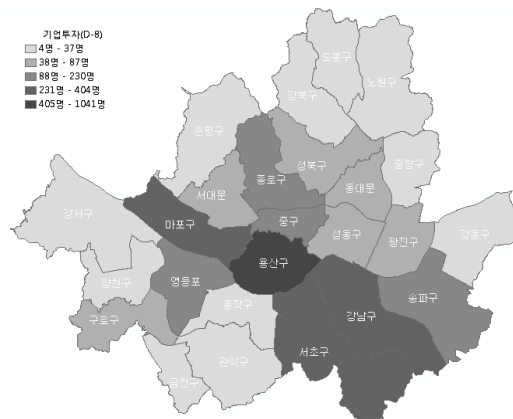 기업투자(D-8)
4명 - 37명
38명 - 87명
88명 - 230명
231명 - 404명
405명 - 1041명
도봉구
노원구
강북구
은평구
성북구
중랑구
종로구
서대문
동대문
강서구
마포구
중구
성동구
광진구
강동구
용산구
양천구
영등포
송파구
동작구
강남구
구로구
서초구
관악구
금천구